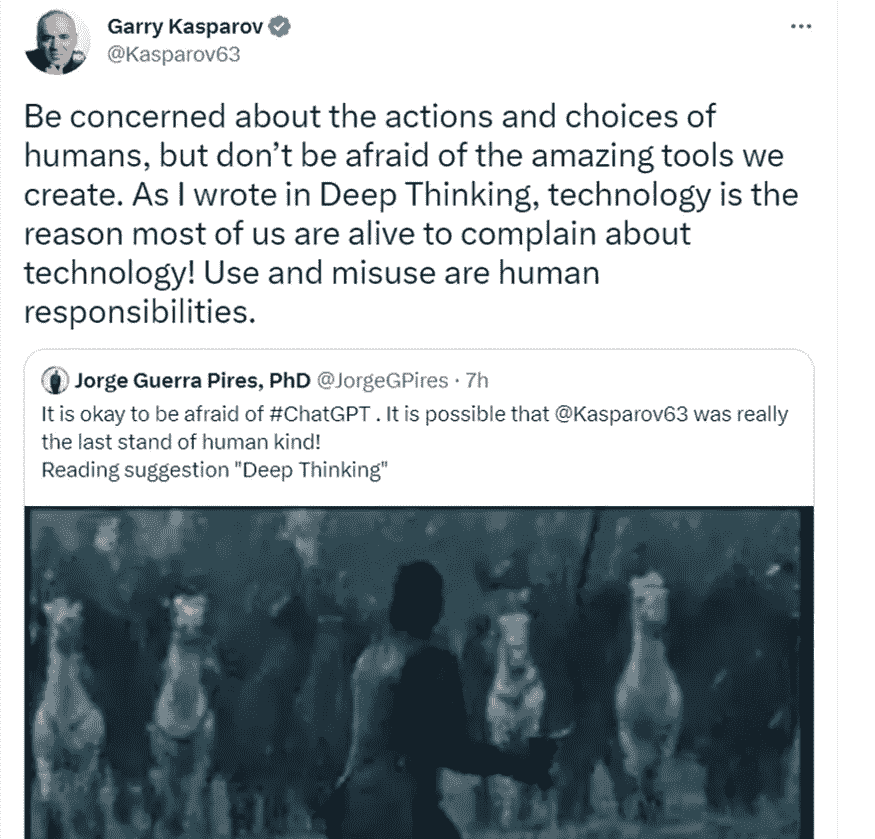 Garry Kasparov
@Kasparov63
Be concerned about the actions and choices of
humans, but don’t be afraid of the amazing tools we
create. As I wrote in Deep Thinking, technology is the
reason most of us are alive to complain about
technology! Use and misuse are human
responsibilities.
Jorge Guerra Pires, PhD @JorgeGPires · 7h
It is okay to be afraid of #ChatGPT . It is possible that @Kasparov63 was really
the last stand of human kind!
Reading suggestion "Deep Thinking"